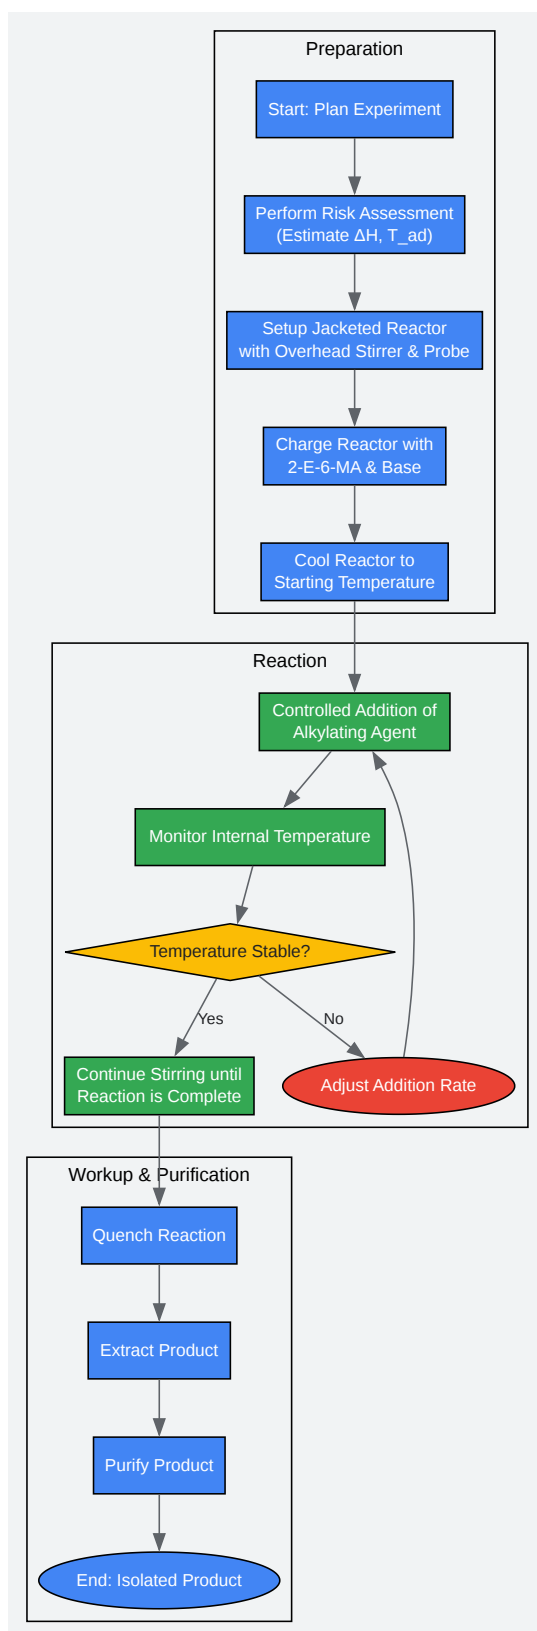 Preparation
Start: Plan Experiment
Perform Risk Assessment
(Estimate ΔH, T_ad)
Setup Jacketed Reactor
with Overhead Stirrer & Probe
Charge Reactor with
2-E-6-MA & Base
Cool Reactor to
Starting Temperature
Reaction
Controlled Addition of
Alkylating Agent
Monitor Internal Temperature
Temperature Stable?
Yes
No
Continue Stirring until
Reaction is Complete
Adjust Addition Rate
Workup & Purification
Quench Reaction
Extract Product
Purify Product
End: Isolated Product